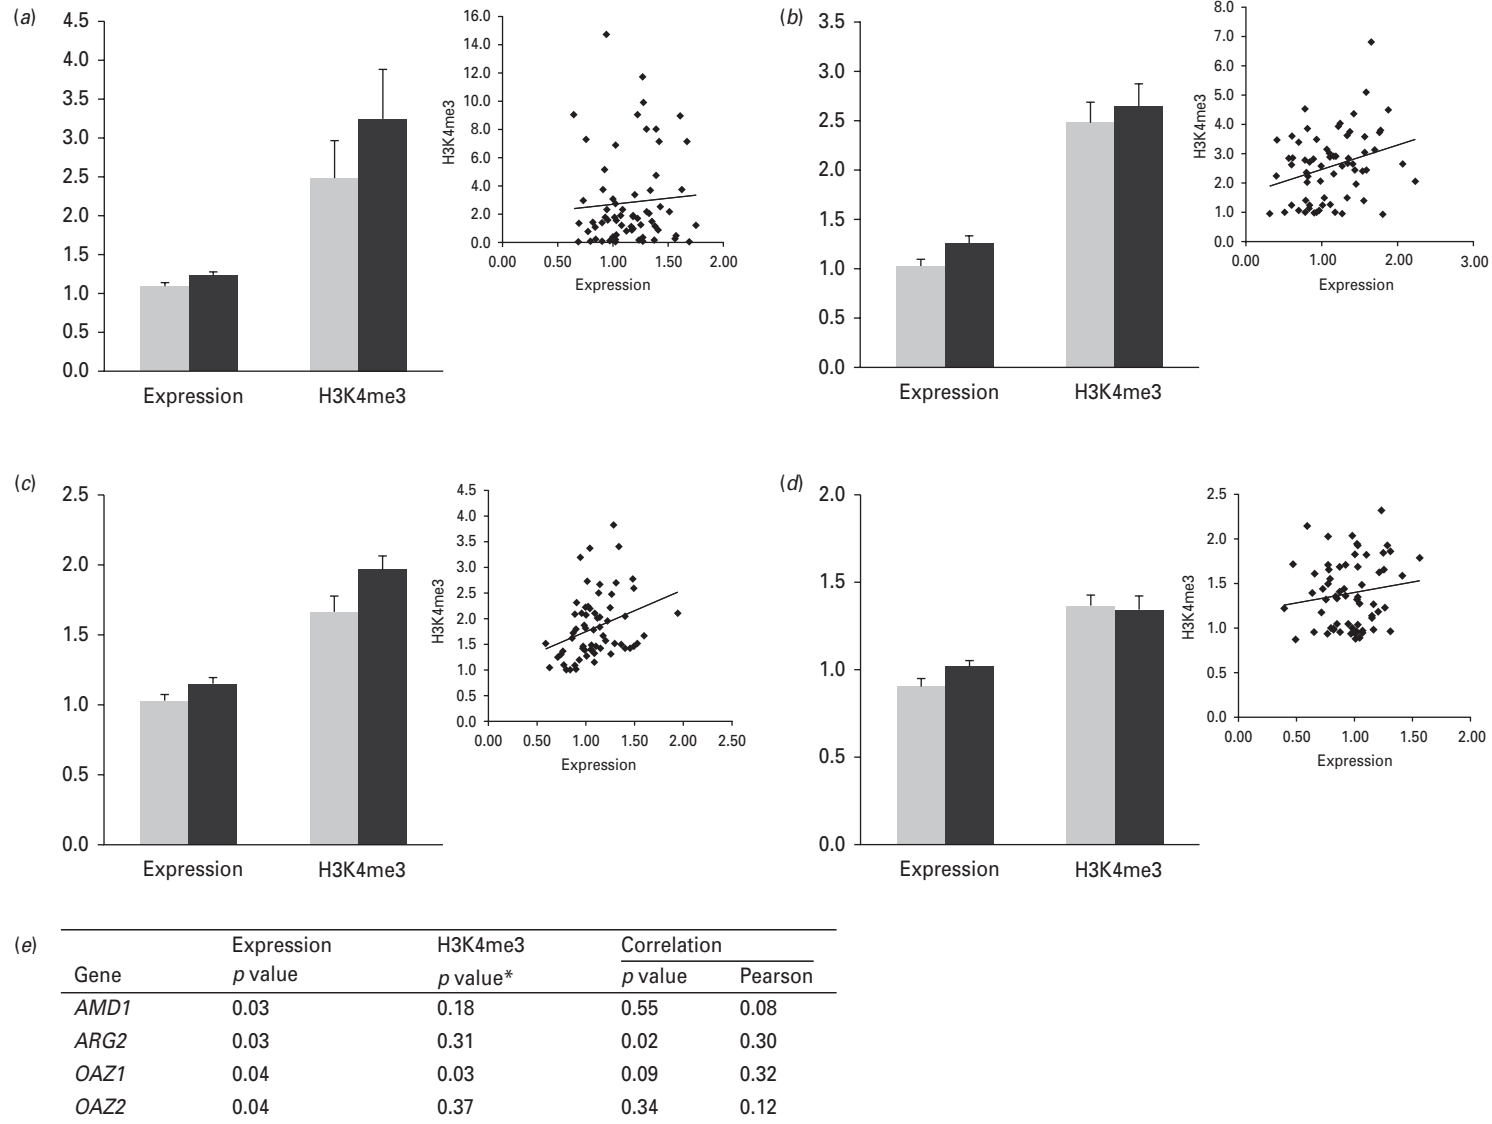 (a)
4.5
4.0
3.5
3.0
2.5
2.0
1.5
1.0
0.5
0.0
Expression H3K4me3
16.0
14.0
12.0
10.0
8.0
6.0
4.0
2.0
0.0
H3K4me3
0.00 0.50 1.00 1.50 2.00
Expression
(b)
3.5
3.0
2.5
2.0
1.5
1.0
0.5
0.0
Expression H3K4me3
8.0
7.0
6.0
5.0
4.0
3.0
2.0
1.0
0.0
H3K4me3
0.00 1.00 2.00 3.00
Expression
(c)
2.5
2.0
1.5
1.0
0.5
0.0
Expression H3K4me3
4.5
4.0
3.5
3.0
2.5
2.0
1.5
1.0
0.5
0.0
H3K4me3
0.00 0.50 1.00 1.50 2.00 2.50
Expression
(d)
2.0
1.5
1.0
0.5
0.0
Expression H3K4me3
2.5
2.0
1.5
1.0
0.5
0.0
H3K4me3
0.00 0.50 1.00 1.50 2.00
Expression
(e)
Expression H3K4me3 Correlation
Gene p value p value* p value Pearson
AMD1 0.03 0.18 0.55 0.08
ARG2 0.03 0.31 0.02 0.30
OAZ1 0.04 0.03 0.09 0.32
OAZ2 0.04 0.37 0.34 0.12